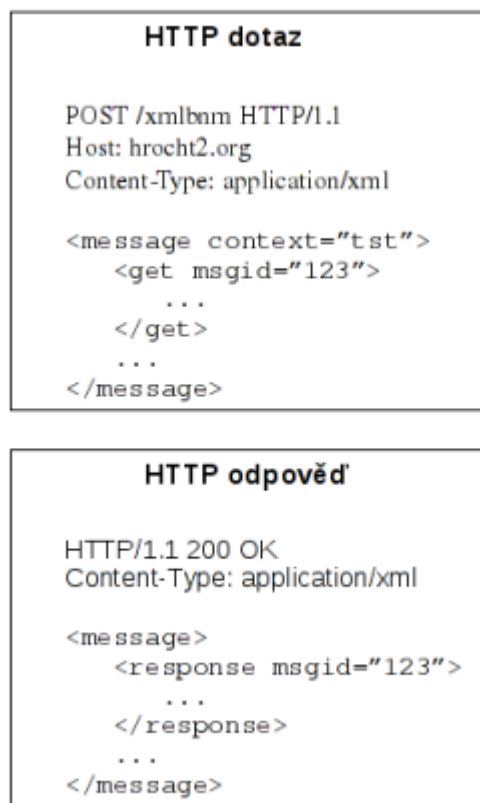 HTTP dotaz
POST /xmlbnm HTTP/1.1
Host: hrocht2.org
Content-Type: application/xml
<message context="tst">
<get msgid="123">
...
</get>
...
</message>
HTTP odpověď
HTTP/1.1 200 OK
Content-Type: application/xml
<message>
<response msgid="123">
...
</response>
...
</message>